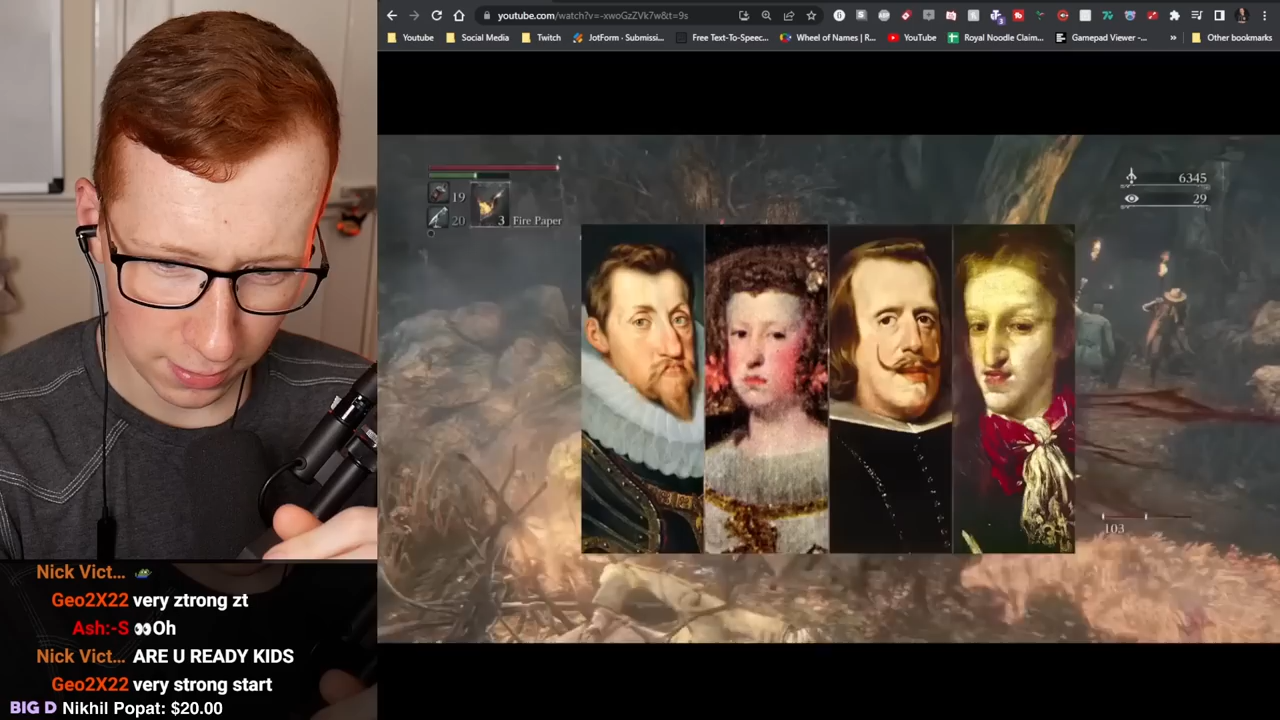 youtube.com/watch?v=-xwoGzZVk7w&t=9s
Youtube
Social Media
Twitch
JotForm · Submissi...
Free Text-To-Speec...
Wheel of Names | R...
YouTube
Royal Noodle Claim...
Gamepad Viewer -...
»
Other bookmarks
19
20
3 Fire Paper
6345
29
103
Nick Vict...
Geo2X22 very ztrong zt
Ash:-S 👀Oh
Nick Vict... ARE U READY KIDS
Geo2X22 very strong start
BIG D Nikhil Popat: $20.00